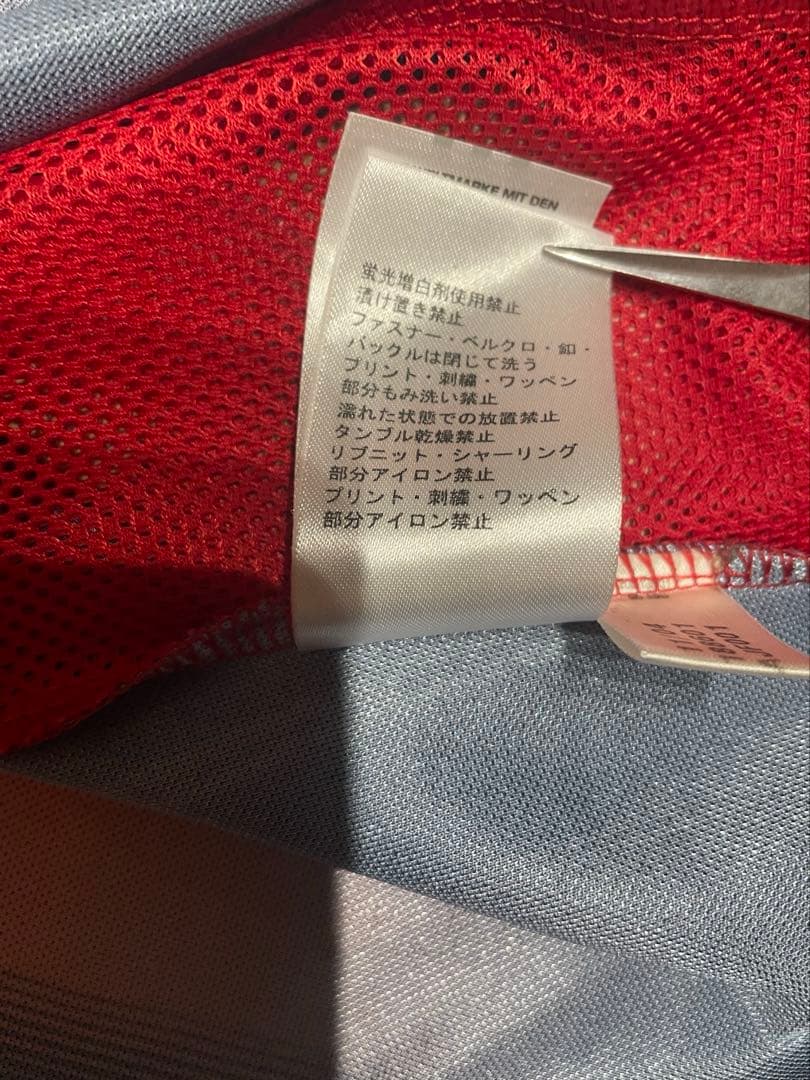 MARKE MIT DEN
蛍光増白剤使用禁止
漬け置き禁止
ファスナー・ベルクロ・釦・
バックルは閉じて洗う
プリント・刺繍・ワッペン
部分もみ洗い禁止
濡れた状態での放置禁止
タンブル乾燥禁止
リブニット・シャーリング
部分アイロン禁止
プリント・刺繍・ワッペン
部分アイロン禁止